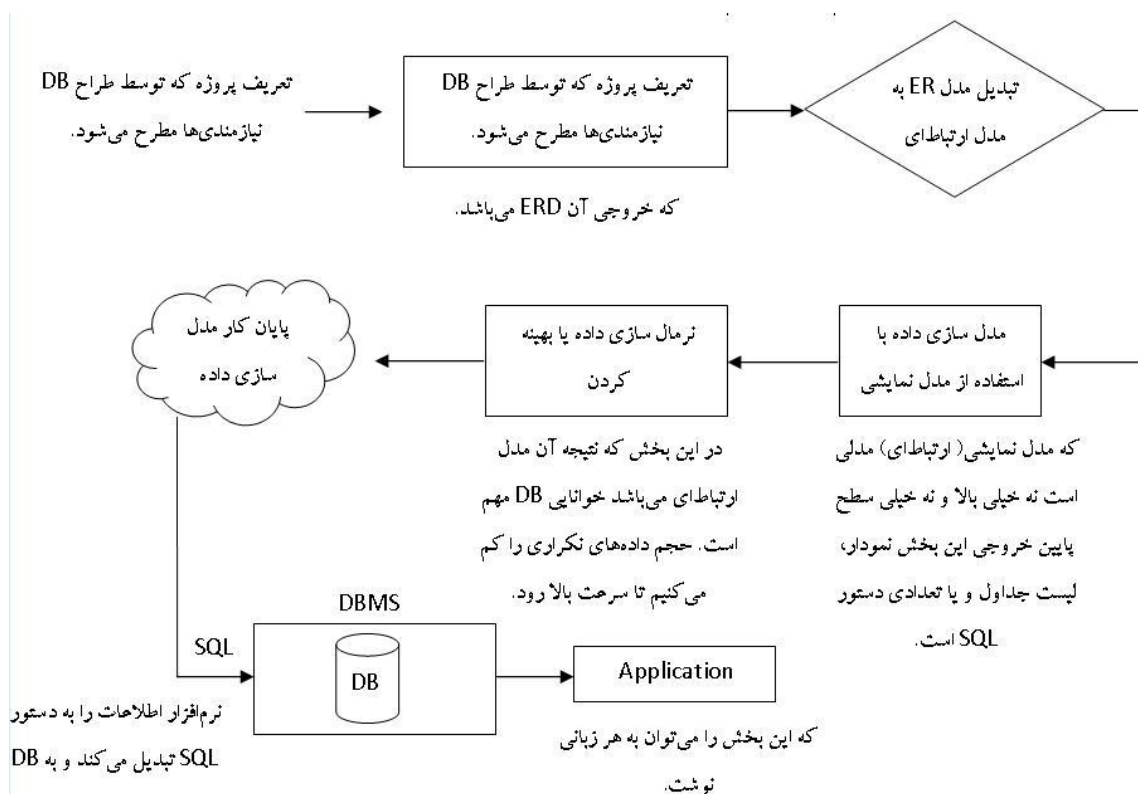 تعریف پروژه که توسط طراح DB
نیازمندی‌ها مطرح می‌شود.
تعریف پروژه که توسط طراح DB
نیازمندی‌ها مطرح می‌شود.
که خروجی آن ERD می‌باشد.
تبدیل مدل ER به
مدل ارتباط‌ای
مدل سازی داده با
استفاده از مدل نمایشی
که مدل نمایشی( ارتباط‌ای) مدلی
است نه خیلی بالا و نه خیلی سطح
پایین خروجی این بخش نمودار،
لیست جداول و یا تعدادی دستور
SQL است.
نرمال سازی داده یا بهینه
کردن
در این بخش که نتیجه آن مدل
ارتباط‌ای می‌باشد خوانایی DB مهم
است. حجم داده‌های تکراری را کم
می‌کنیم تا سرعت بالا رود.
پایان کار مدل
سازی داده
SQL
نرم‌افزار اطلاعات را به دستور
SQL تبدیل می‌کند و به DB
DBMS
DB
Application
که این بخش را می‌توان به هر زبانی
نوشت.